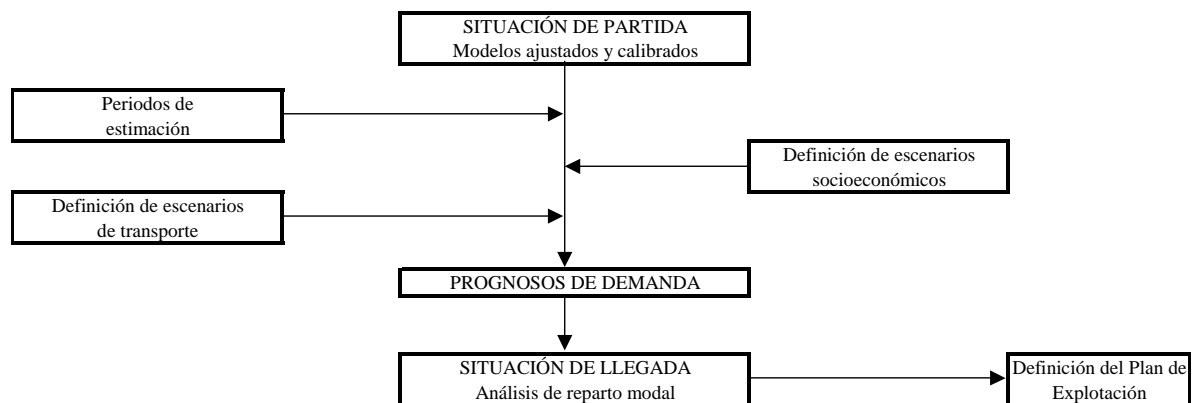 SITUACIÓN DE PARTIDA
Modelos ajustados y calibrados
Periodos de
estimación
Definición de escenarios
socioeconómicos
Definición de escenarios
de transporte
PROGNOSOS DE DEMANDA
SITUACIÓN DE LLEGADA
Análisis de reparto modal
Definición del Plan de
Explotación